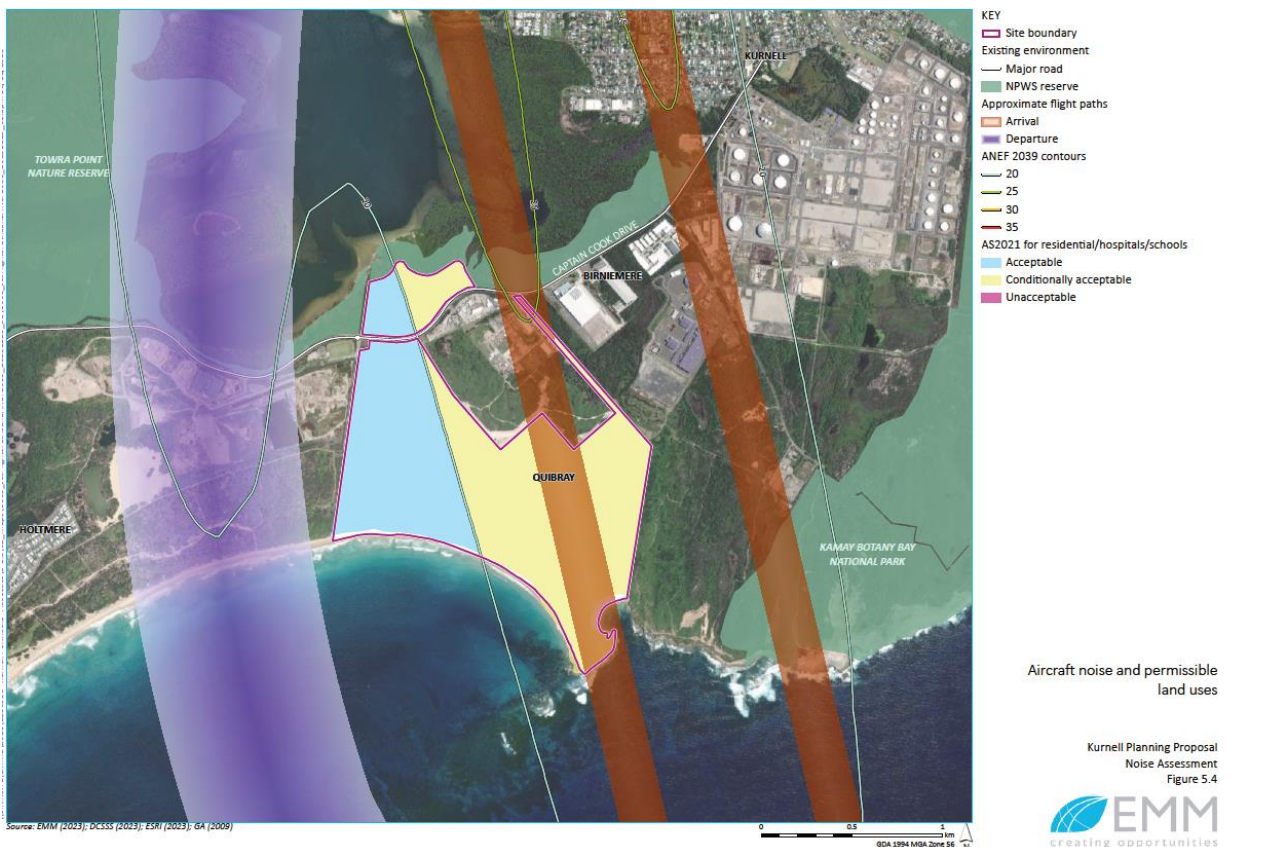 KURNELL
TOWRA POINT
NATURE RESERVE
20
25
20
CAPTAIN COOK DRIVE
BIRNIEMERE
QUIBRAY
HOLTMERE
KAMAY BOTANY BAY
NATIONAL PARK
KEY
Site boundary
Existing environment
Major road
NPWS reserve
Approximate flight paths
Arrival
Departure
ANEF 2039 contours
20
25
30
35
AS2021 for residential/hospitals/schools
Acceptable
Conditionally acceptable
Unacceptable
Aircraft noise and permissible
land uses
Kurnell Planning Proposal
Noise Assessment
Figure 5.4
EMM
creating opportunities
Source: EMM (2023); DCSSS (2023); ESRI (2023); GA (2009)
0 0.5 1
km
GDA 1994 MGA Zone 56
N